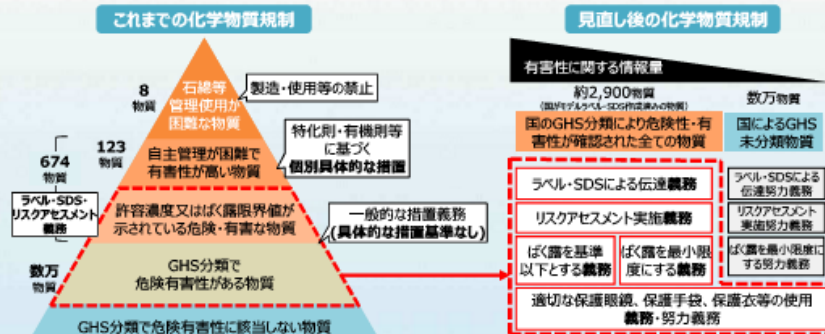 これまでの化学物質規制
見直し後の化学物質規制
8
物質
石綿等
管理使用が
困難な物質
製造・使用等の禁止
123
物質
自主管理が困難で
有害性が高い物質
特化則・有機則等
に基づく
個別具体的な措置
674
物質
ラベル・SDS・
リスクアセスメント
義務
許容濃度又はばく露限界値が
示されている危険・有害な物質
一般的な措置義務
(具体的な措置基準なし)
数万
物質
GHS分類で
危険有害性がある物質
GHS分類で危険有害性に該当しない物質
有害性に関する情報量
約2,900物質
(国がモデルラベル・SDS作成済みの物質)
数万物質
国のGHS分類により危険性・有
害性が確認された全ての物質
国によるGHS
未分類物質
ラベル・SDSによる伝達義務
ラベル・SDSによる
伝達努力義務
リスクアセスメント実施義務
リスクアセスメント
実施努力義務
ばく露を基準
以下とする義務
ばく露を最小限
度にする義務
ばく露を最小限度に
する努力義務
適切な保護眼鏡、保護手袋、保護衣等の使用
義務・努力義務